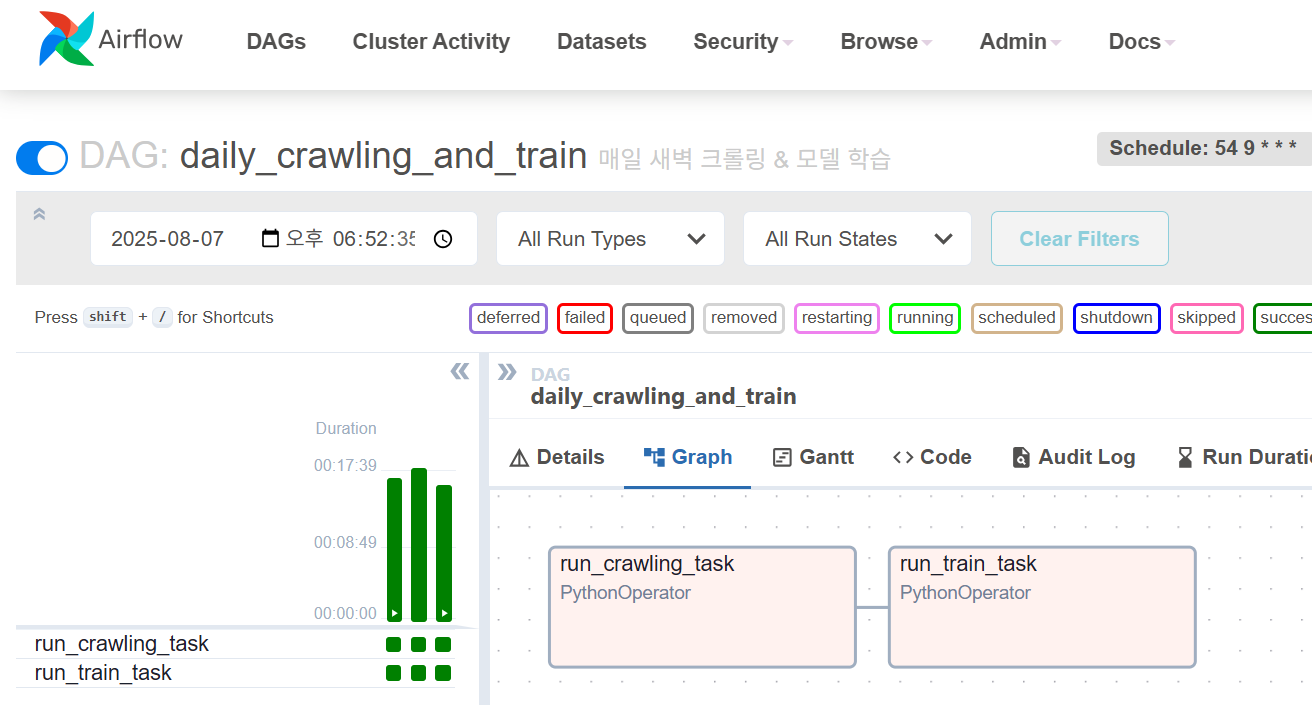 Airflow DAGs Cluster Activity Datasets Security Browse Admin Docs
DAG: daily_crawling_and_train 매일 새벽 크롤링 & 모델 학습 Schedule: 54 9 * * *
2025-08-07 오후 06:52:35 All Run Types All Run States Clear Filters
Press shift + / for Shortcuts deferred failed queued removed restarting running scheduled shutdown skipped succes
DAG
daily_crawling_and_train
Duration
00:17:39
00:08:49
00:00:00
run_crawling_task
run_train_task
Details Graph Gantt Code Audit Log Run Durati
run_crawling_task
PythonOperator
run_train_task
PythonOperator